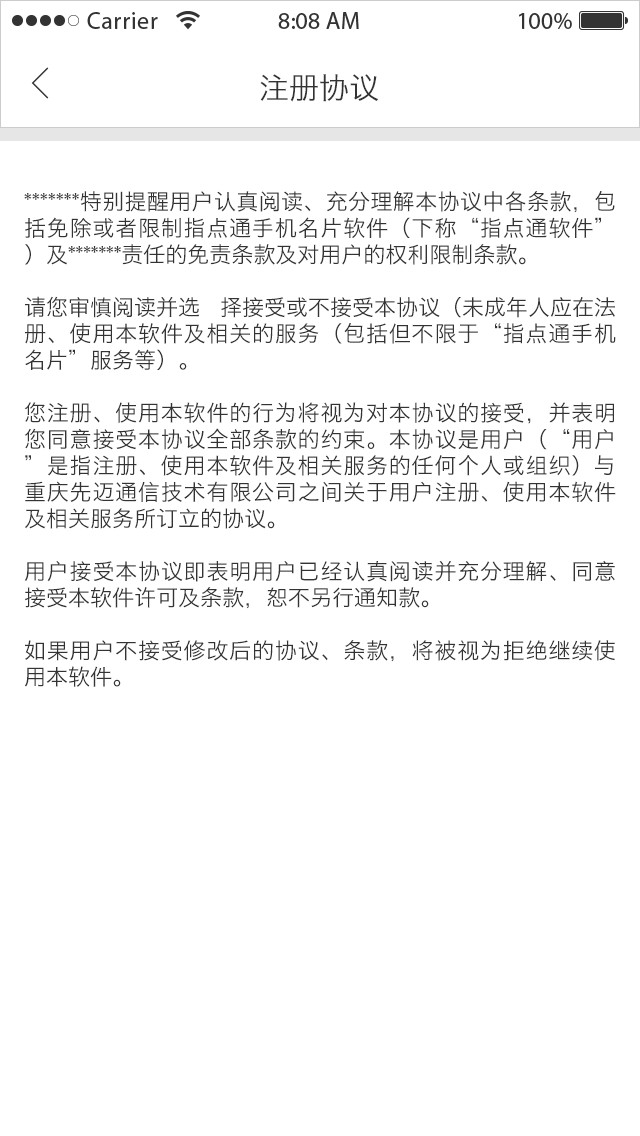 Carrier 8:08 AM 100%
注册协议
*******特别提醒用户认真阅读、充分理解本协议中各条款，包
括免除或者限制指点通手机名片软件（下称“指点通软件”
）及*******责任的免责条款及对用户的权利限制条款。
请您审慎阅读并选 择接受或不接受本协议（未成年人应在法
册、使用本软件及相关的服务（包括但不限于“指点通手机
名片”服务等）。
您注册、使用本软件的行为将视为对本协议的接受，并表明
您同意接受本协议全部条款的约束。本协议是用户（“用户
”是指注册、使用本软件及相关服务的任何个人或组织）与
重庆先迈通信技术有限公司之间关于用户注册、使用本软件
及相关服务所订立的协议。
用户接受本协议即表明用户已经认真阅读并充分理解、同意
接受本软件许可及条款，恕不另行通知款。
如果用户不接受修改后的协议、条款，将被视为拒绝继续使
用本软件。